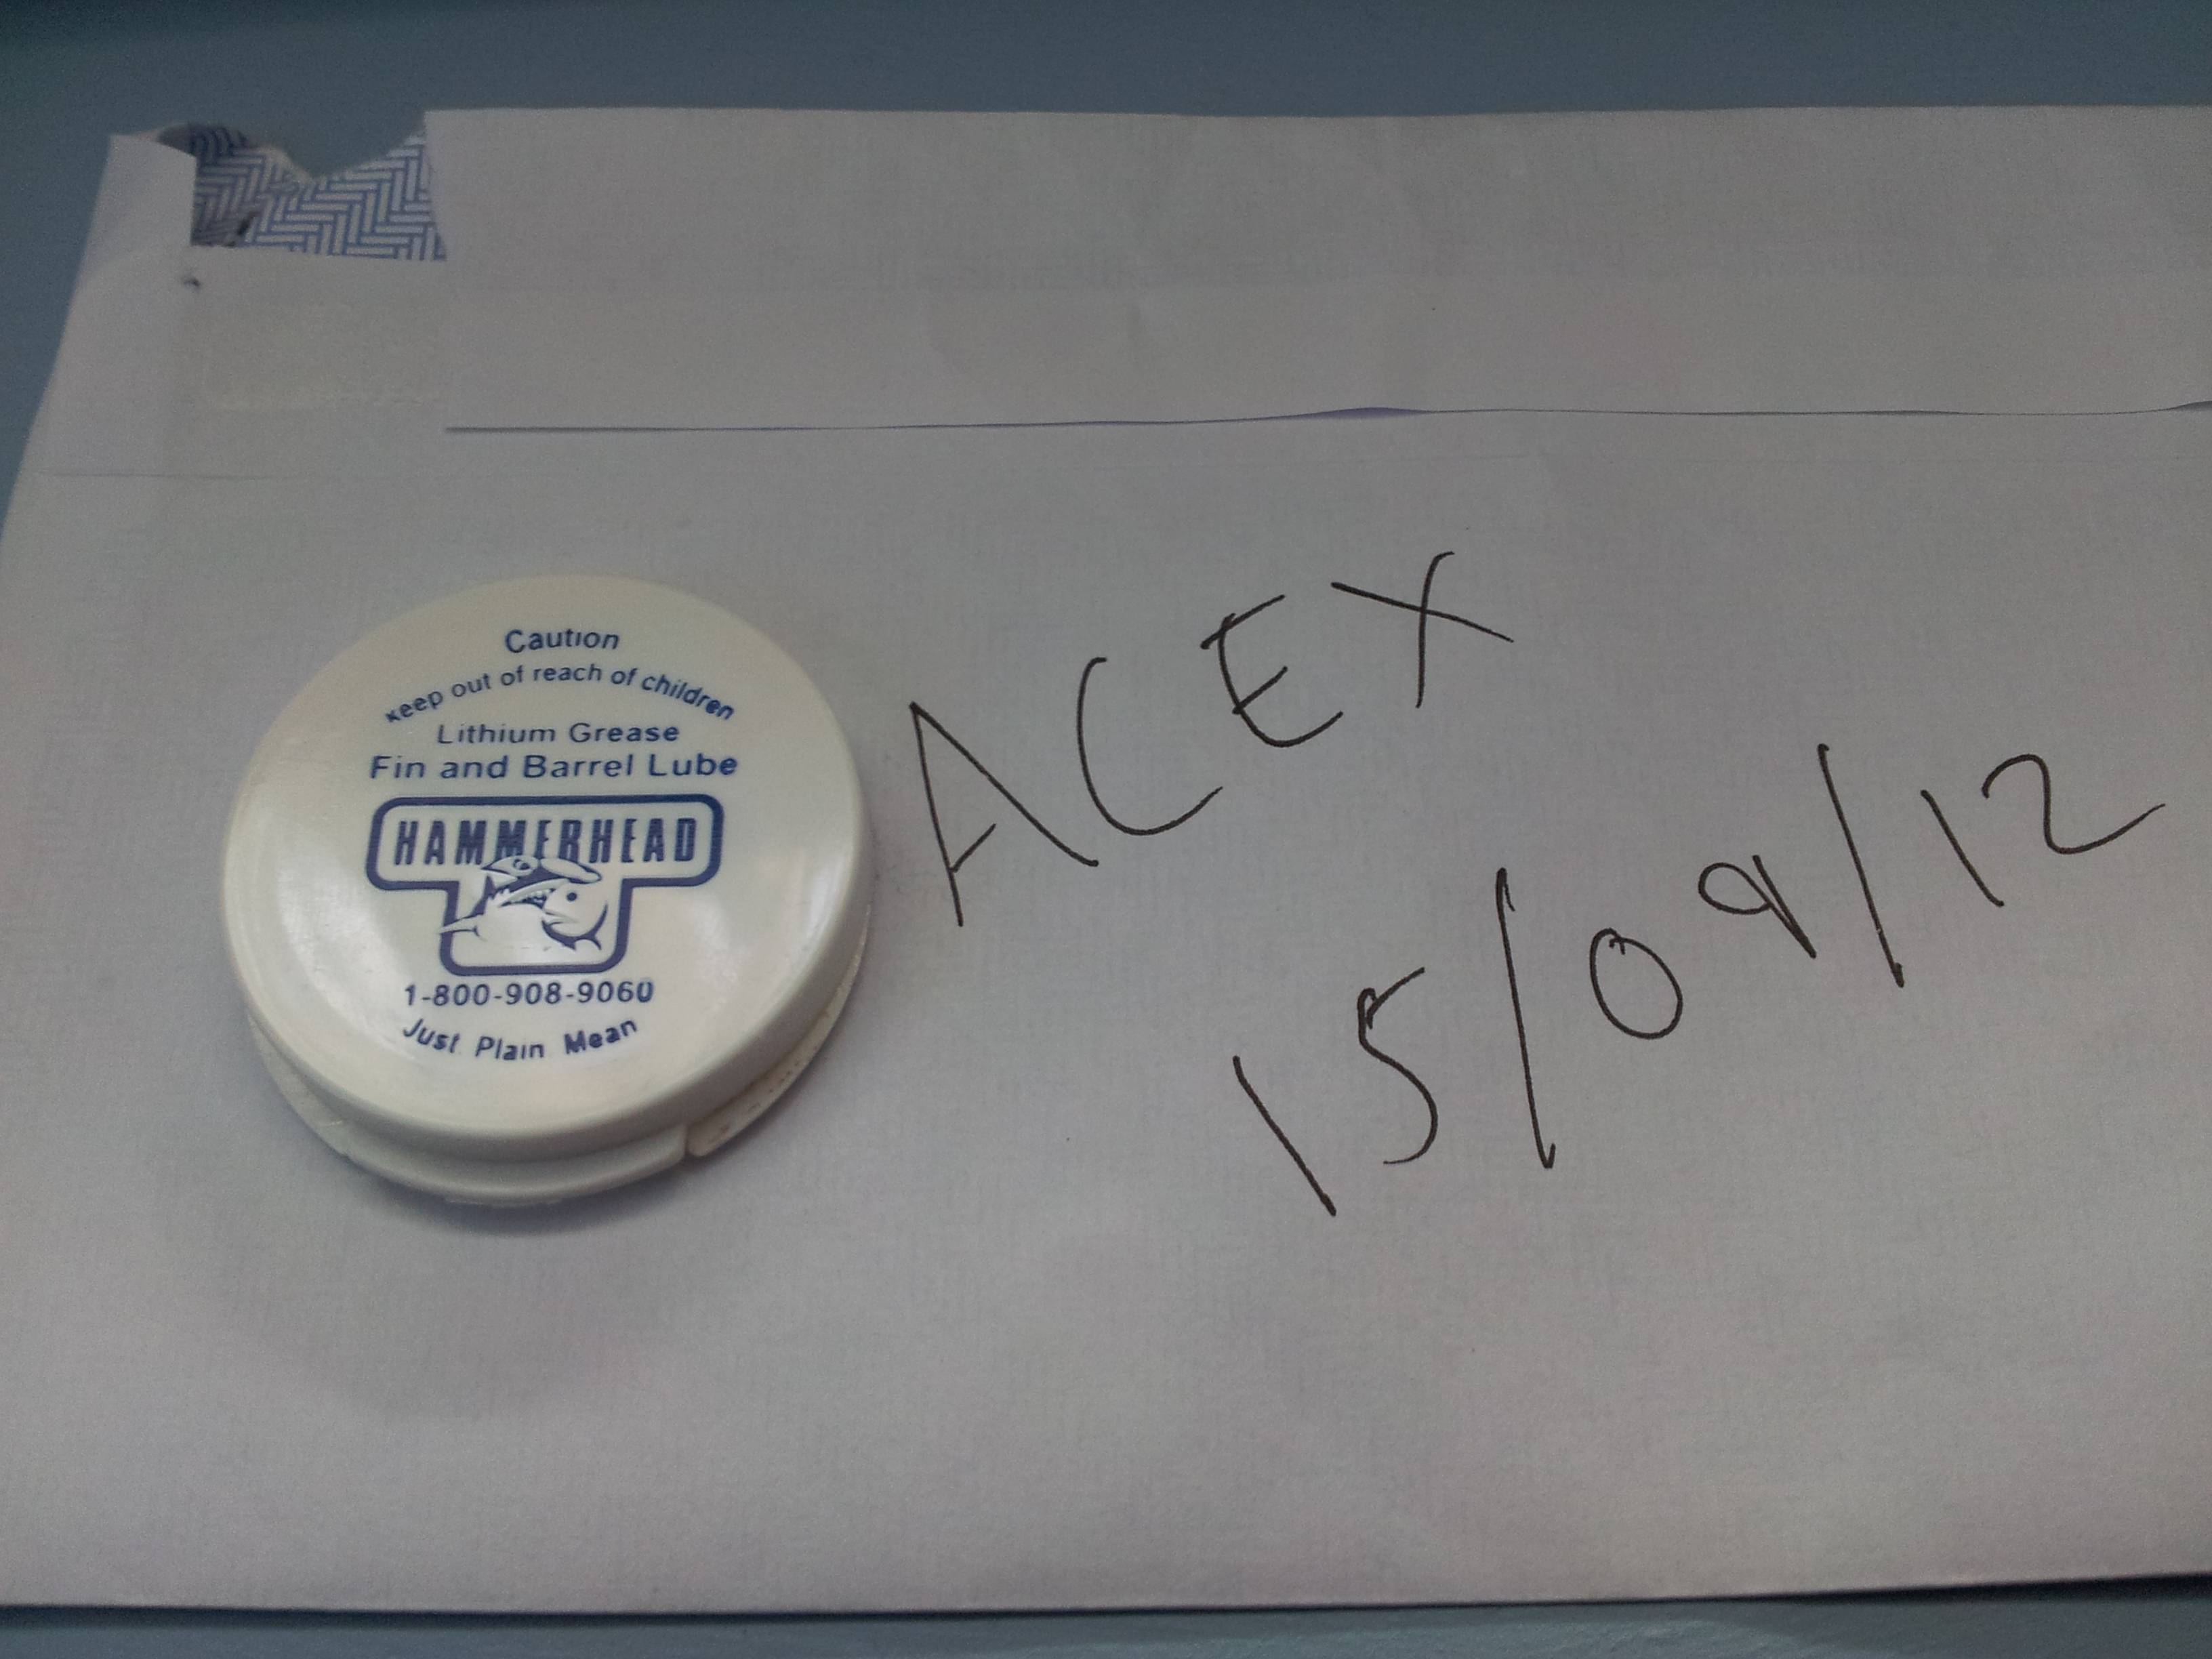 Caution
Keep out of reach of children
Lithium Grease
Fin and Barrel Lube
HAMMERHEAD
1-800-908-9060
Just Plain Mean
ACEX
15/09/12